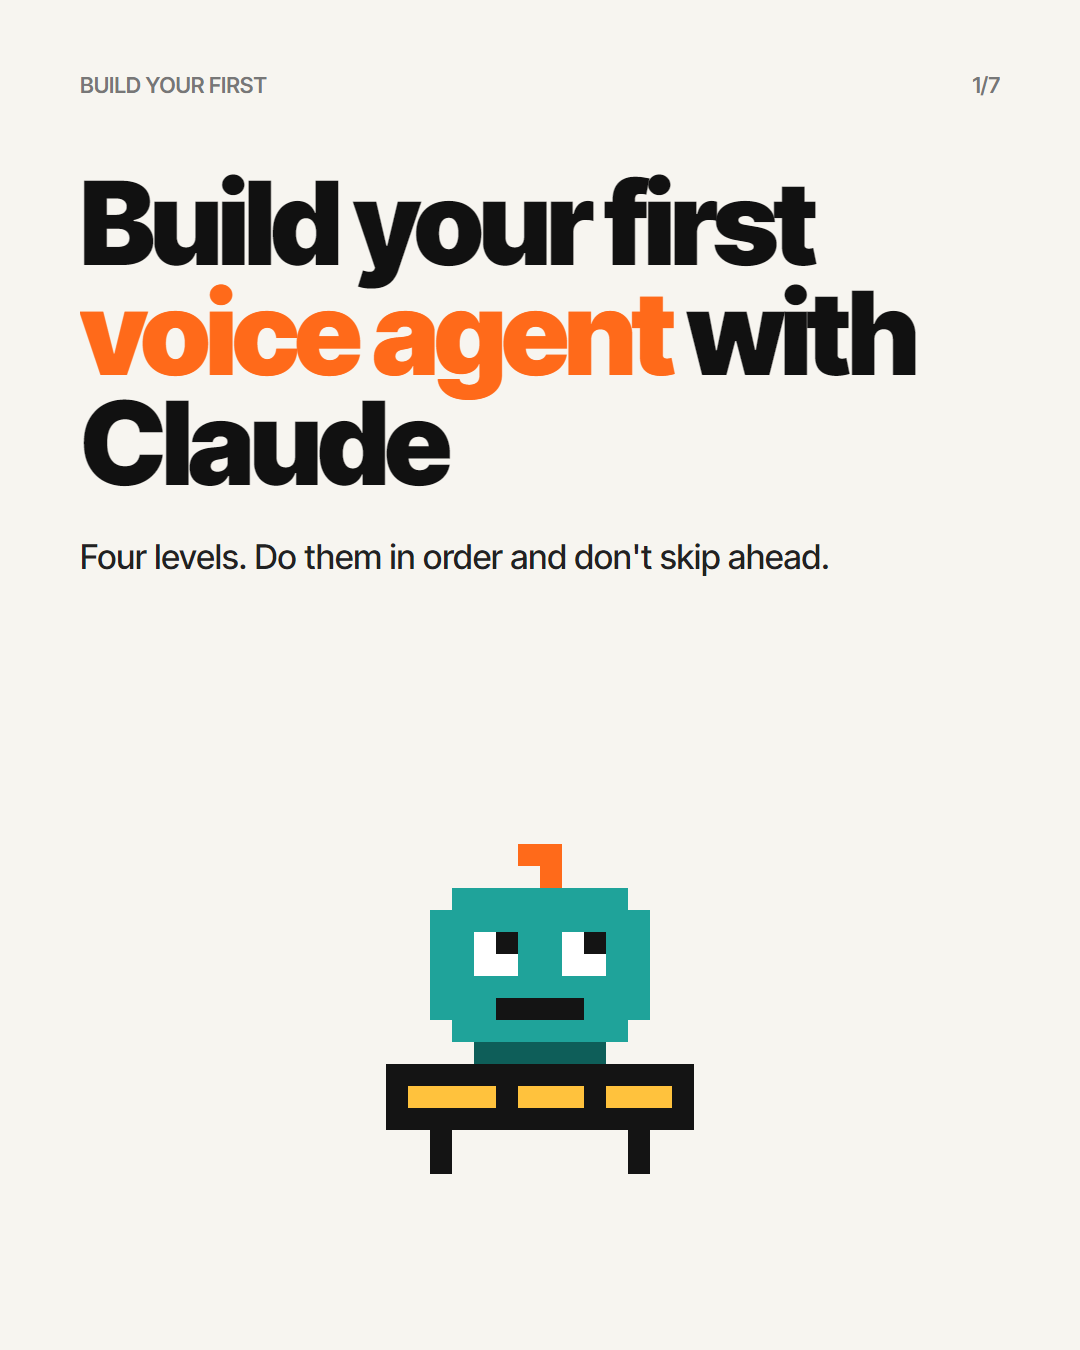 BUILD YOUR FIRST
1/7
Build your first
voice agent with
Claude
Four levels. Do them in order and don't skip ahead.